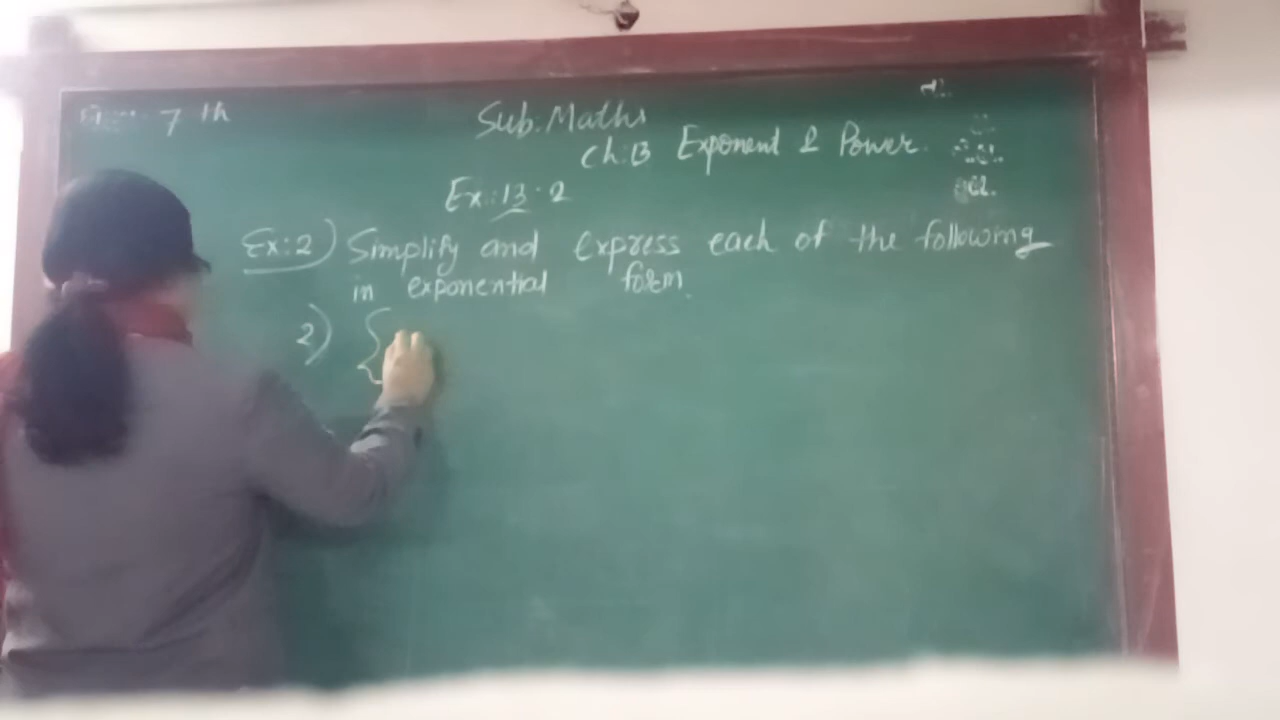 7 th
Sub: Maths
Ch:13 Exponent & Power
Ex:13.2
Ex:2) Simplify and express each of the following
in exponential form.
2) {